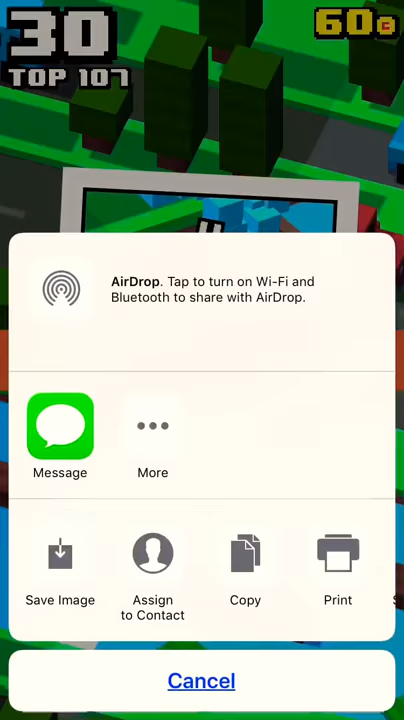 30
TOP 107
60c
AirDrop. Tap to turn on Wi-Fi and
Bluetooth to share with AirDrop.
Message
More
Save Image
Assign
to Contact
Copy
Print
Cancel